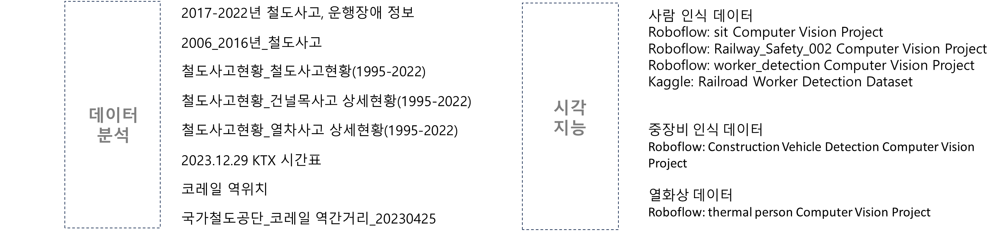 데이터
분석
2017-2022년 철도사고, 운행장애 정보
2006_2016년_철도사고
철도사고현황_철도사고현황(1995-2022)
철도사고현황_건널목사고 상세현황(1995-2022)
철도사고현황_열차사고 상세현황(1995-2022)
2023.12.29 KTX 시간표
코레일 역위치
국가철도공단_코레일 역간거리_20230425
시각
지능
사람 인식 데이터
Roboflow: sit Computer Vision Project
Roboflow: Railway_Safety_002 Computer Vision Project
Roboflow: worker_detection Computer Vision Project
Kaggle: Railroad Worker Detection Dataset
중장비 인식 데이터
Roboflow: Construction Vehicle Detection Computer Vision
Project
열화상 데이터
Roboflow: thermal person Computer Vision Project